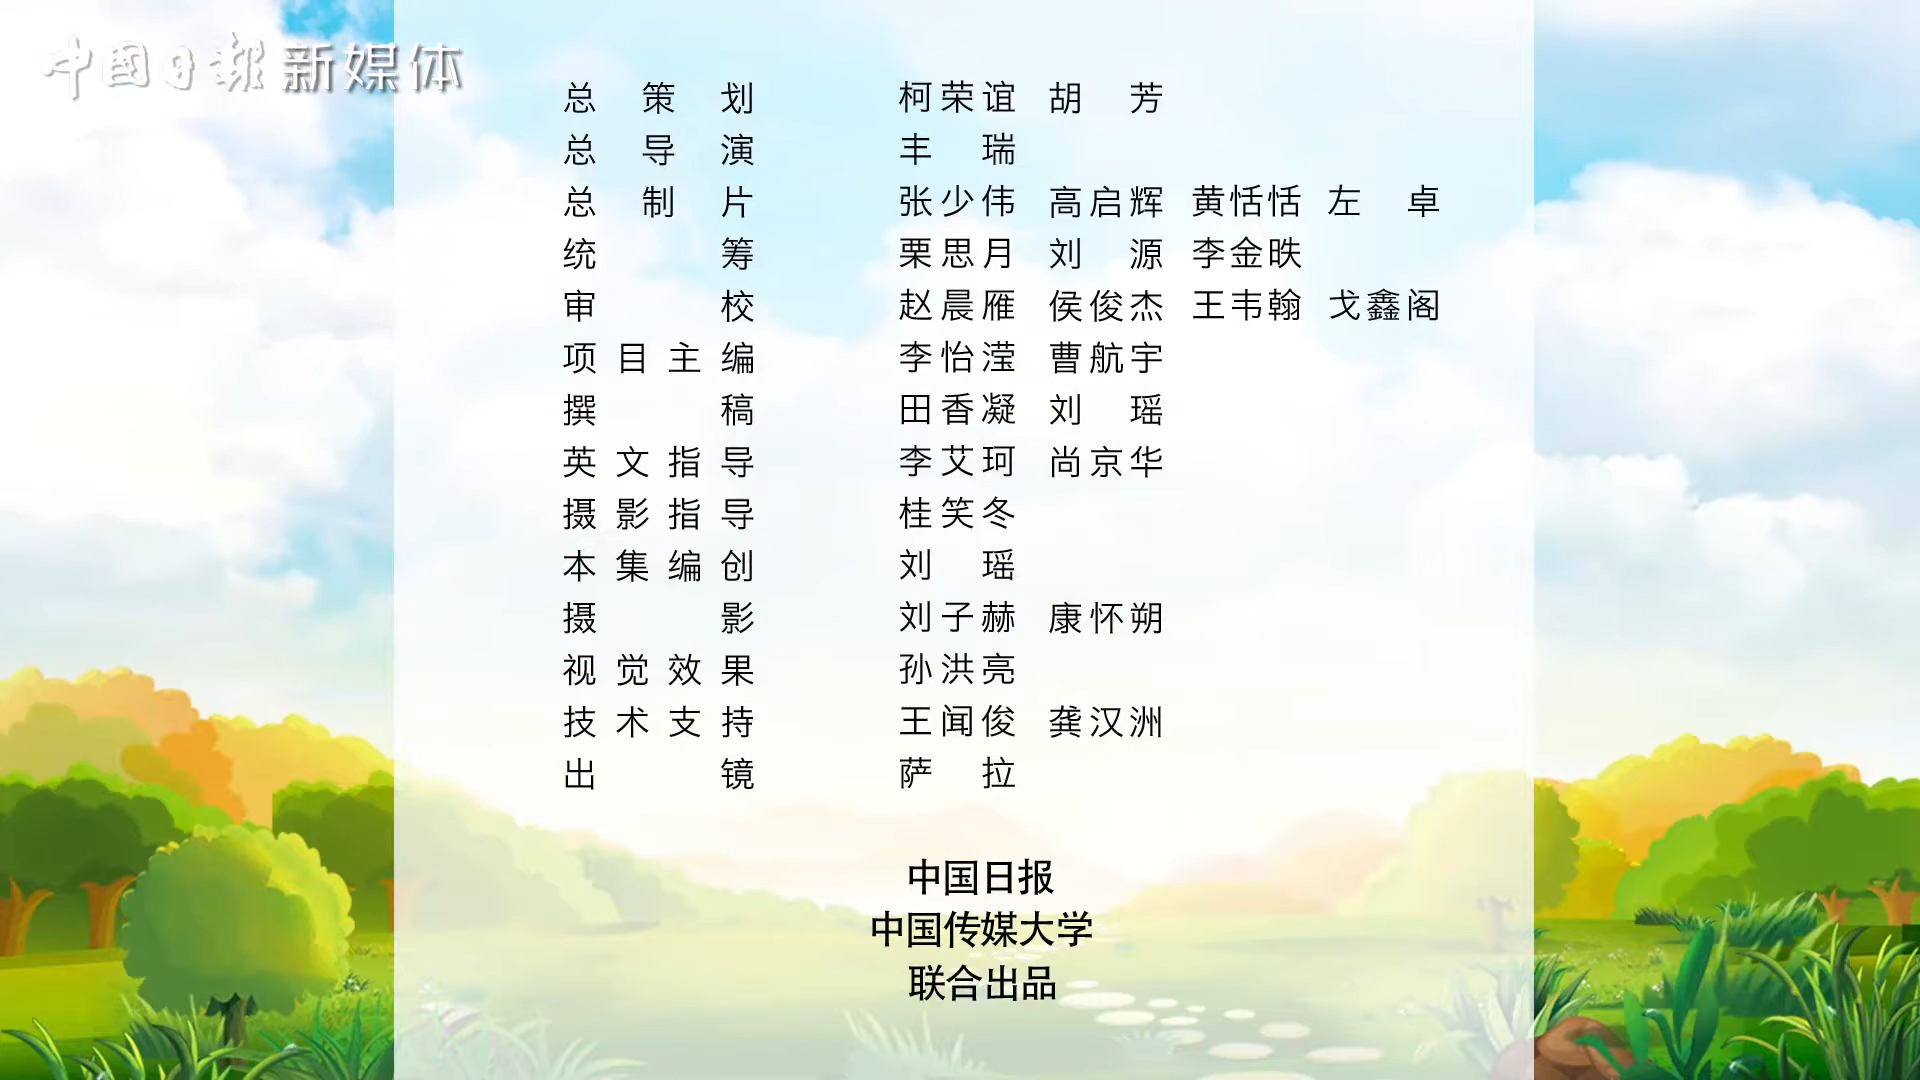 中国日报 新媒体
总策划 柯荣谊 胡芳
总导演 丰瑞
总制片 张少伟 高启辉 黄恬恬 左卓
统筹 栗思月 刘源 李金昳
审校 赵晨雁 侯俊杰 王韦翰 戈鑫阁
项目主编 李怡滢 曹航宇
撰稿 田香凝 刘瑶
英文指导 李艾珂 尚京华
摄影指导 桂笑冬
本集编创 刘瑶
摄影 刘子赫 康怀朔
视觉效果 孙洪亮
技术支持 王闻俊 龚汉洲
出镜 萨拉
中国日报
中国传媒大学
联合出品